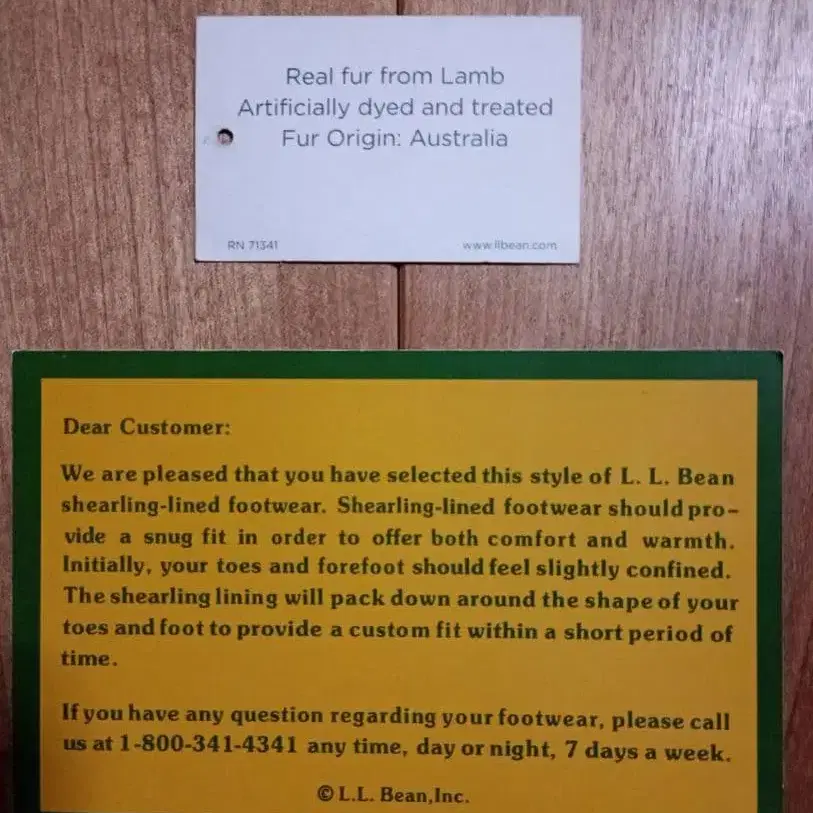 Real fur from Lamb
Artificially dyed and treated
Fur Origin: Australia
RN 71341
www.llbean.com
Dear Customer:
We are pleased that you have selected this style of L. L. Bean
shearling-lined footwear. Shearling-lined footwear should pro-
vide a snug fit in order to offer both comfort and warmth.
Initially, your toes and forefoot should feel slightly confined.
The shearling lining will pack down around the shape of your
toes and foot to provide a custom fit within a short period of
time.
If you have any question regarding your footwear, please call
us at 1-800-341-4341 any time, day or night, 7 days a week.
© L.L. Bean,Inc.